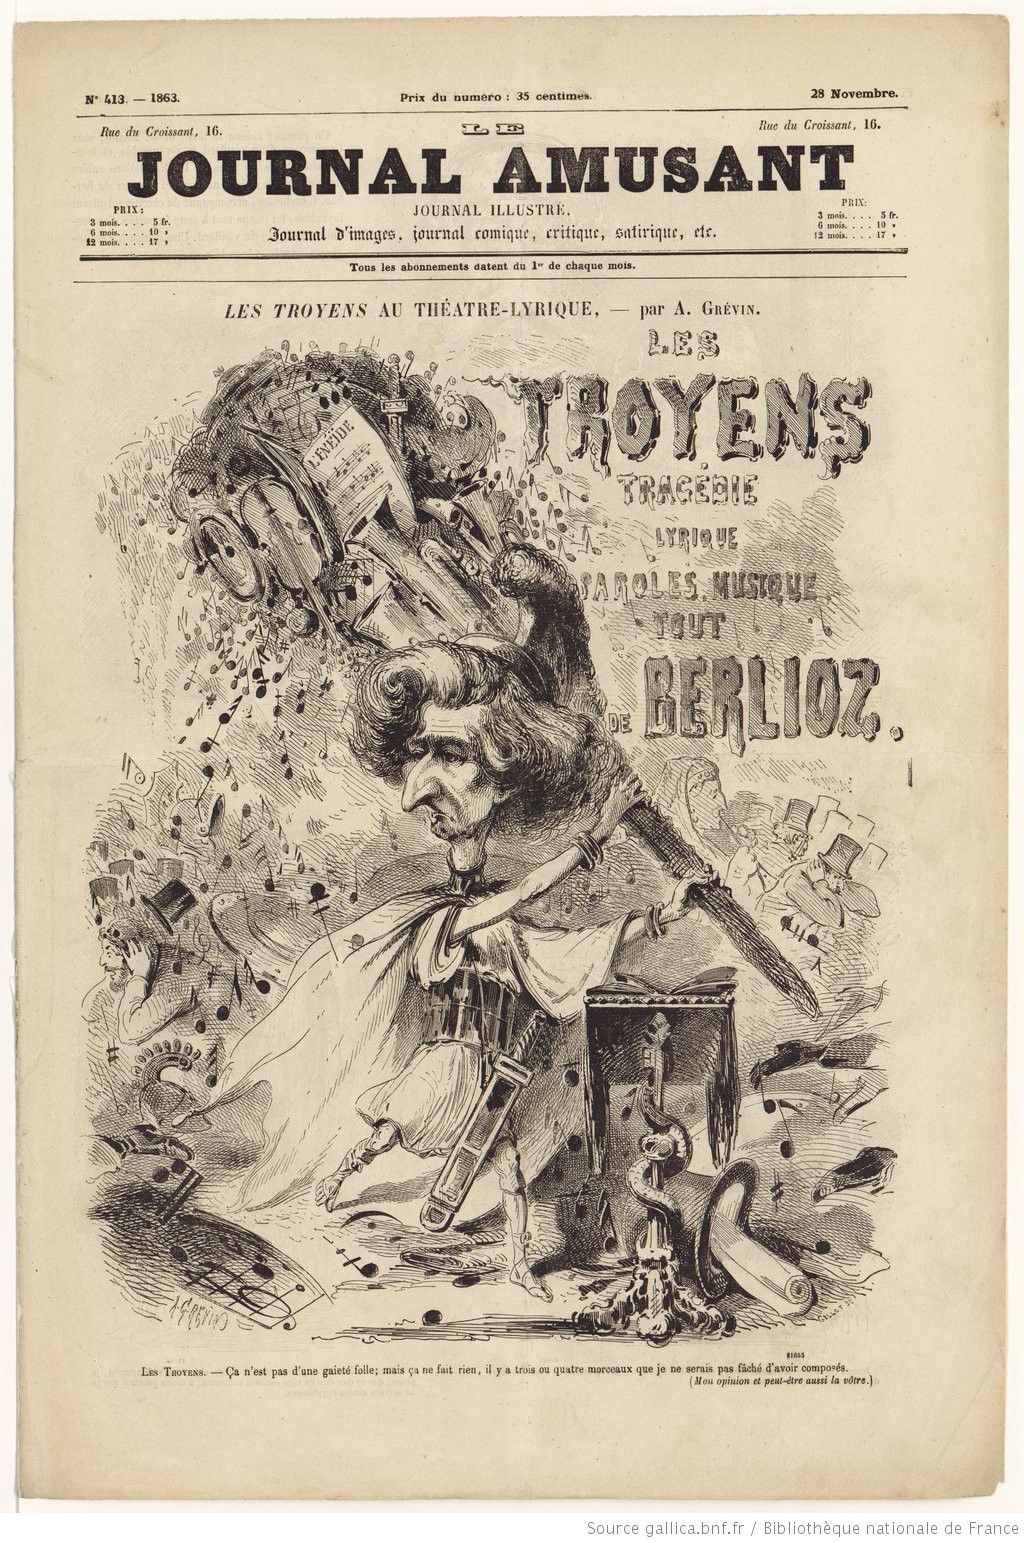 N° 413. — 1863.
Prix du numéro : 35 centimes.
28 Novembre.
Rue du Croissant, 16.
LE
Rue du Croissant, 16.
JOURNAL AMUSANT
JOURNAL ILLUSTRÉ,
Journal d'images, journal comique, critique, satirique, etc.
PRIX :
3 mois. . . . 5 fr.
6 mois. . . . 10 »
12 mois. . . . 17 »
PRIX :
3 mois. . . . 5 fr.
6 mois. . . . 10 »
12 mois. . . . 17 »
Tous les abonnements datent du 1er de chaque mois.
LES TROYENS AU THÉATRE-LYRIQUE, — par A. GRÉVIN.
LES
TROYENS
TRAGÉDIE
LYRIQUE
PAROLES, MUSIQUE,
TOUT
DE BERLIOZ.
L'ENÉIDE
A. GRÉVIN
GILLOT
21653
LES TROYENS. — Ça n'est pas d'une gaieté folle; mais ça ne fait rien, il y a trois ou quatre morceaux que je ne serais pas fâché d'avoir composés.
(Mon opinion et peut-être aussi la vôtre.)
Source gallica.bnf.fr / Bibliothèque nationale de France